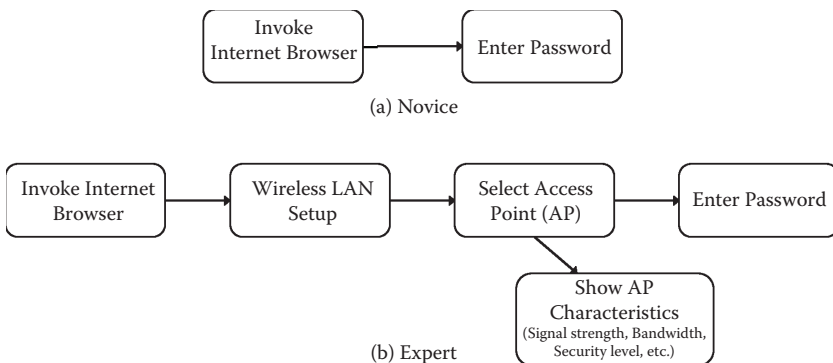 Invoke
Internet Browser
Enter Password
(a) Novice
Invoke Internet
Browser
Wireless LAN
Setup
Select Access
Point (AP)
Enter Password
Show AP
Characteristics
(Signal strength, Bandwidth,
Security level, etc.)
(b) Expert